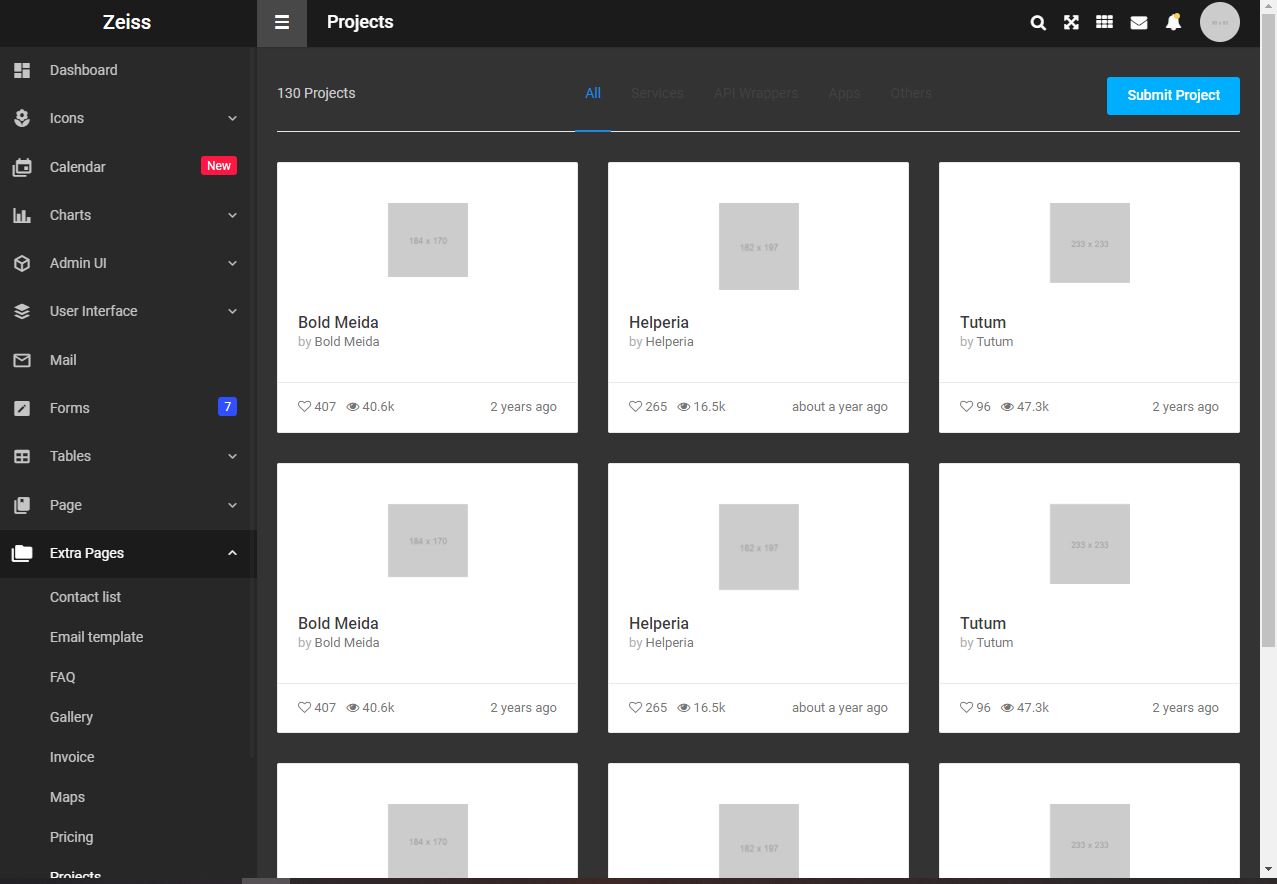 Zeiss
Projects
Dashboard
Icons
Calendar New
Charts
Admin UI
User Interface
Mail
Forms 7
Tables
Page
Extra Pages
Contact list
Email template
FAQ
Gallery
Invoice
Maps
Pricing
Projects
130 Projects
All Services API Wrappers Apps Others
Submit Project
184 x 170
Bold Meida
by Bold Meida
407 40.6k 2 years ago
182 x 197
Helperia
by Helperia
265 16.5k about a year ago
233 x 233
Tutum
by Tutum
96 47.3k 2 years ago
184 x 170
Bold Meida
by Bold Meida
407 40.6k 2 years ago
182 x 197
Helperia
by Helperia
265 16.5k about a year ago
233 x 233
Tutum
by Tutum
96 47.3k 2 years ago
184 x 170
182 x 197
233 x 233